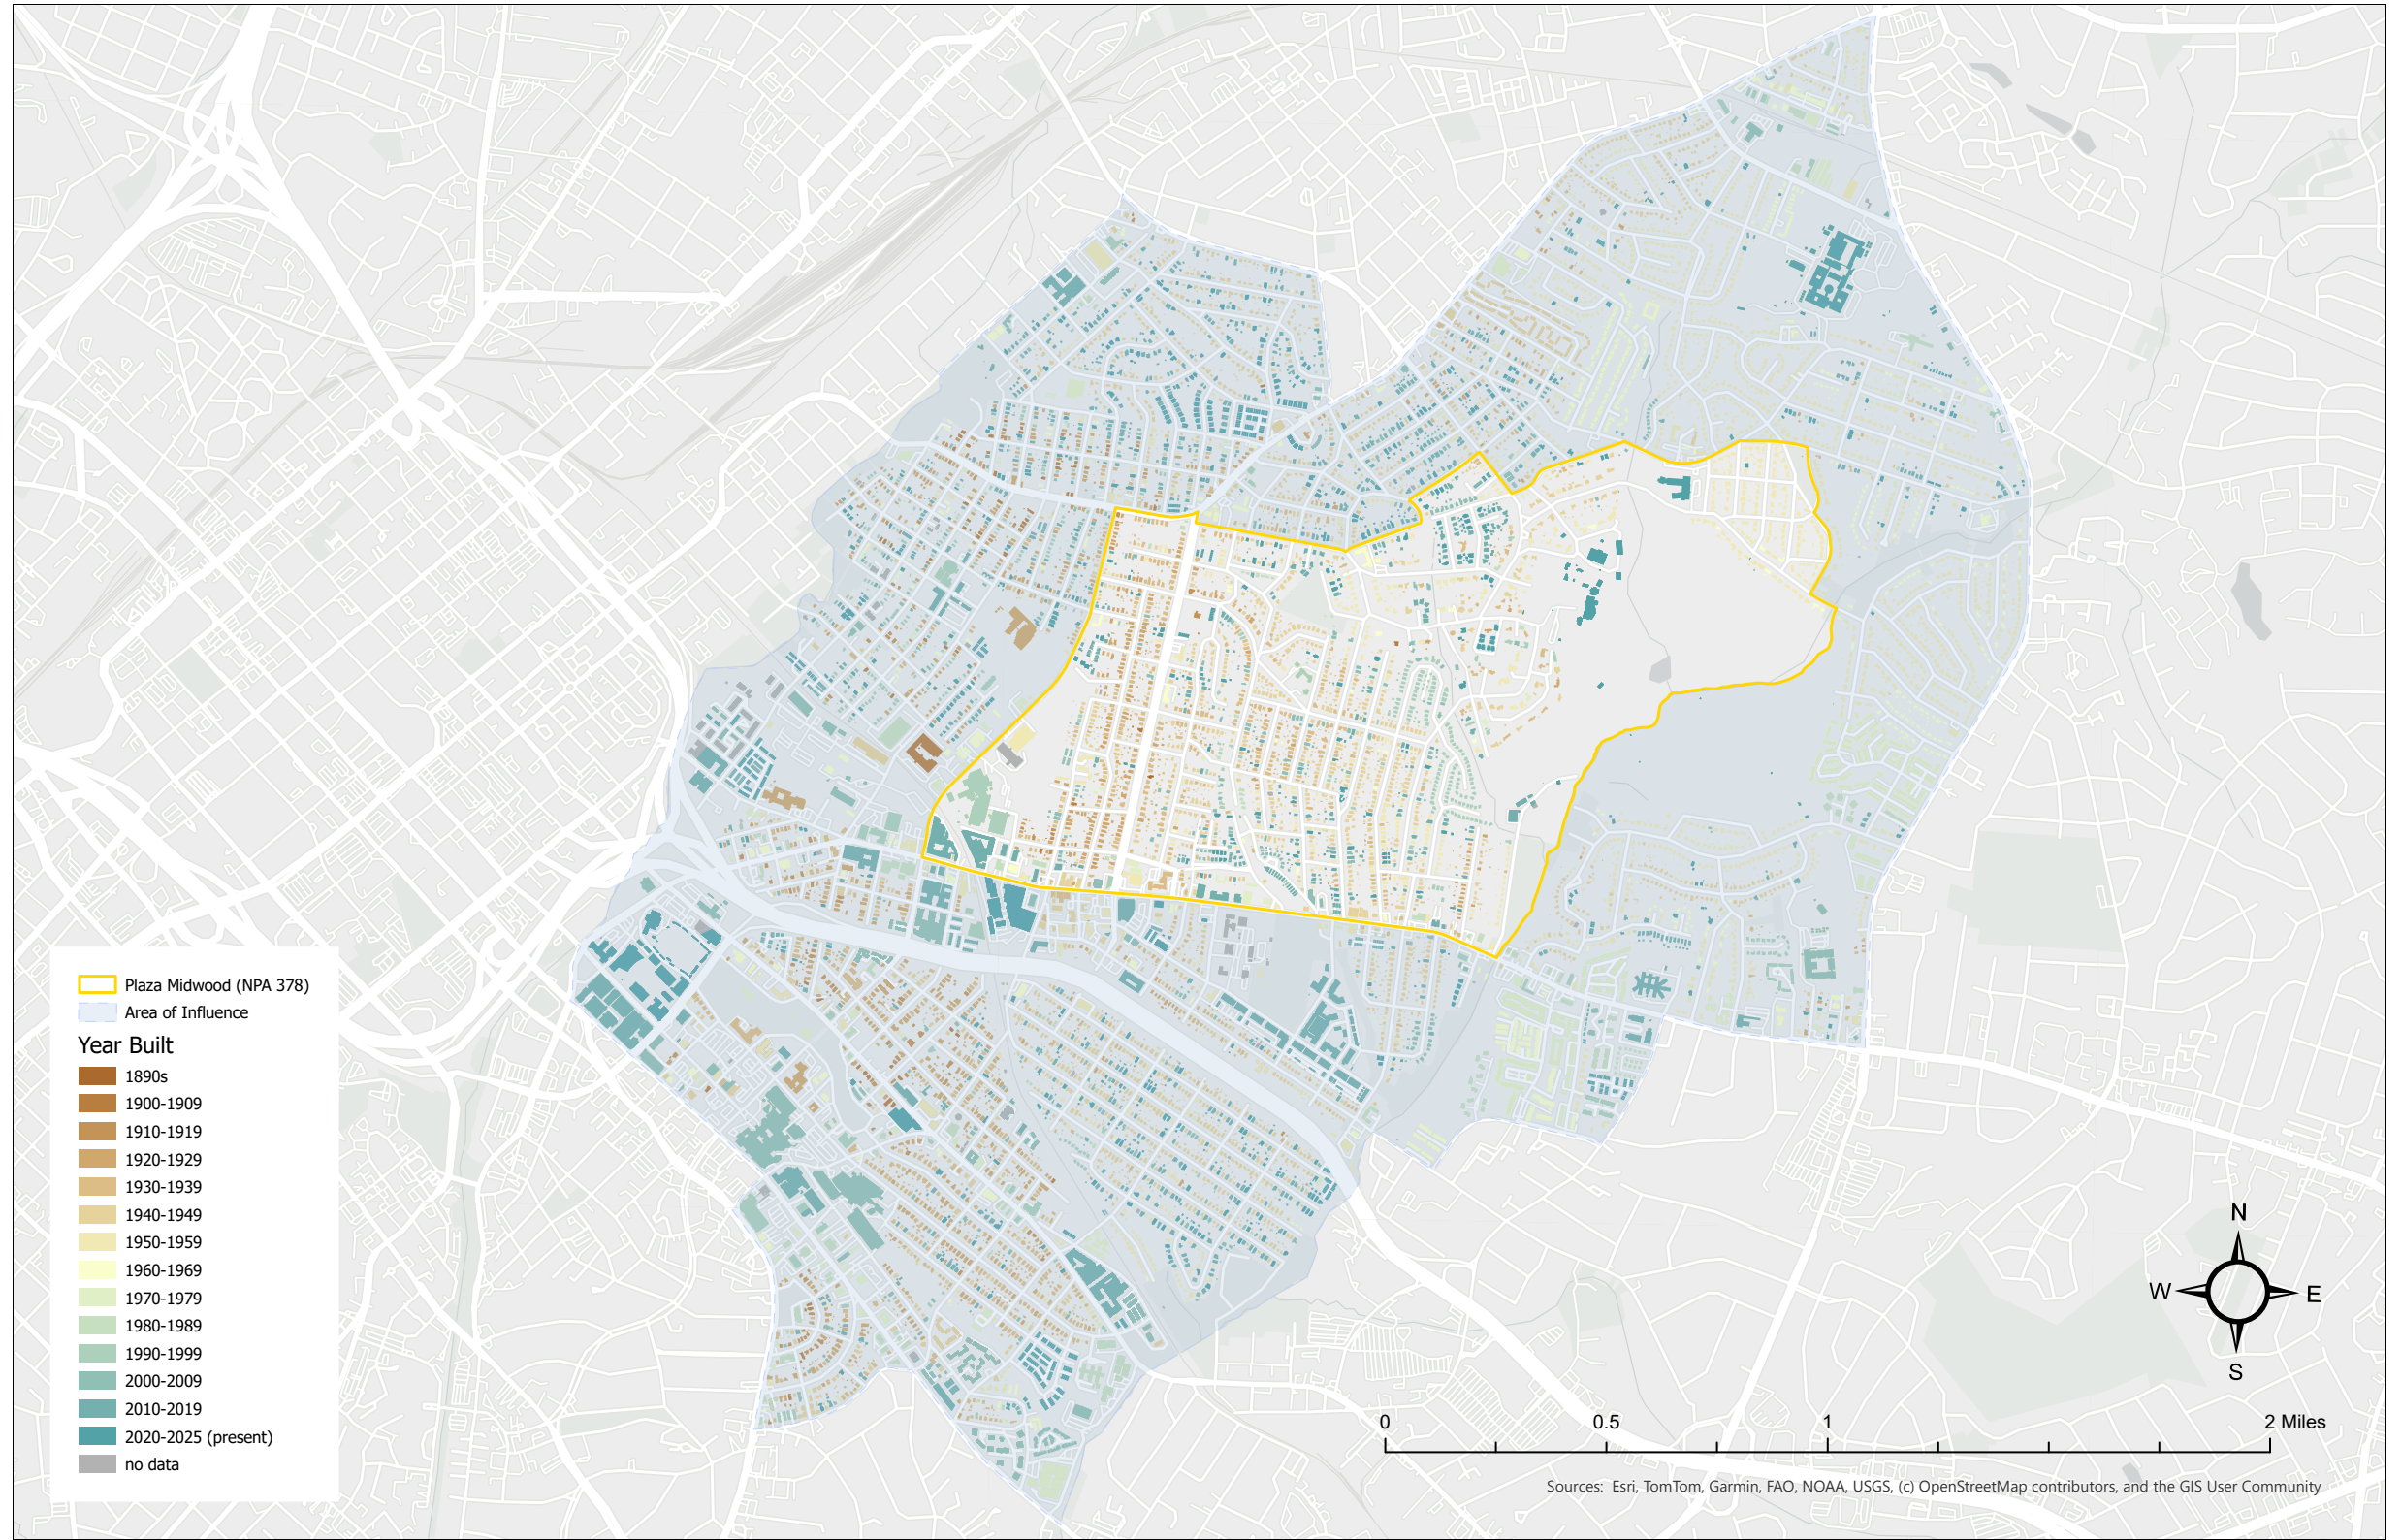 Plaza Midwood (NPA 378)
Area of Influence
Year Built
1890s
1900-1909
1910-1919
1920-1929
1930-1939
1940-1949
1950-1959
1960-1969
1970-1979
1980-1989
1990-1999
2000-2009
2010-2019
2020-2025 (present)
no data
N
W E
S
0 0.5 1 2 Miles
Sources: Esri, TomTom, Garmin, FAO, NOAA, USGS, (c) OpenStreetMap contributors, and the GIS User Community